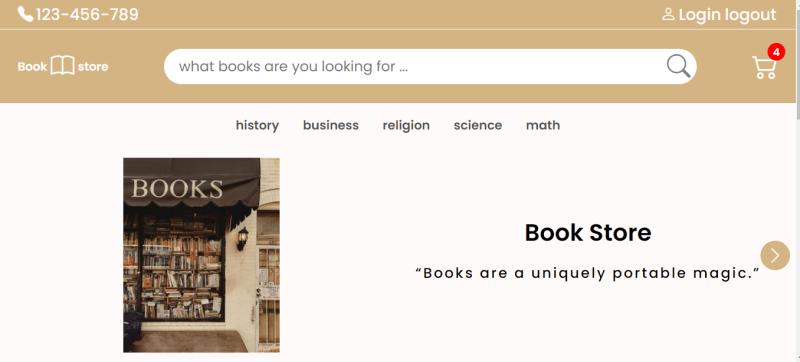 123-456-789
Login logout
Book store
what books are you looking for ...
4
history business religion science math
BOOKS
Book Store
“Books are a uniquely portable magic.”